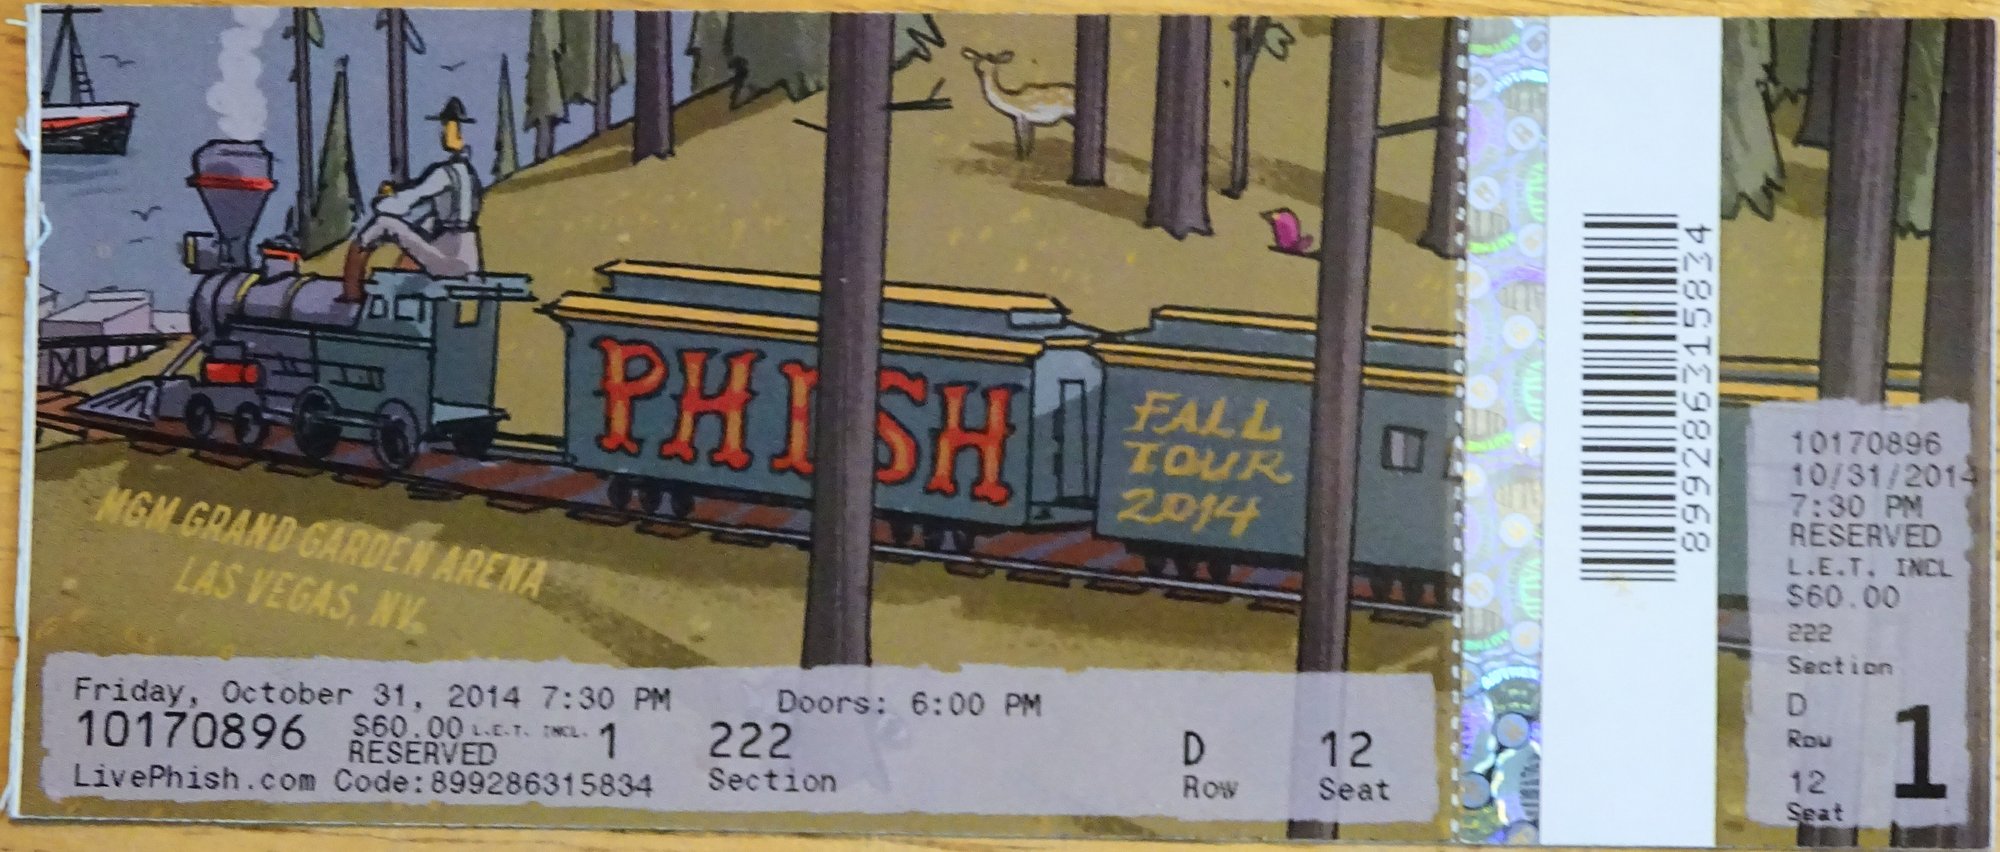 PHISH
FALL
TOUR
2014
MGM GRAND GARDEN ARENA
LAS VEGAS, NV.
Friday, October 31, 2014 7:30 PM Doors: 6:00 PM
10170896 $60.00 L.E.T. INCL. 1 222 D 12
RESERVED
LivePhish.com Code:899286315834 Section Row Seat
899286315834
10170896
10/31/2014
7:30 PM
RESERVED
L.E.T. INCL
$60.00
222
Section
D
Row
1
12
Seat